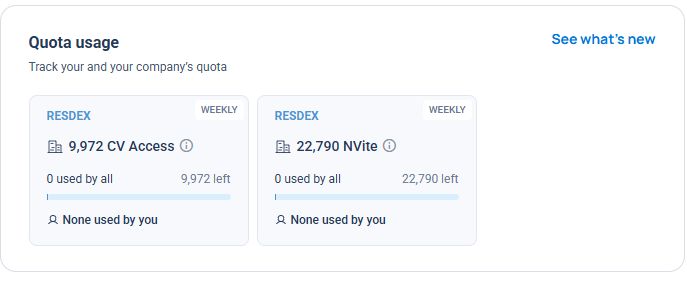 Quota usage
See what's new
Track your and your company's quota
RESDEX
WEEKLY
9,972 CV Access
0 used by all
9,972 left
None used by you
RESDEX
WEEKLY
22,790 NVite
0 used by all
22,790 left
None used by you